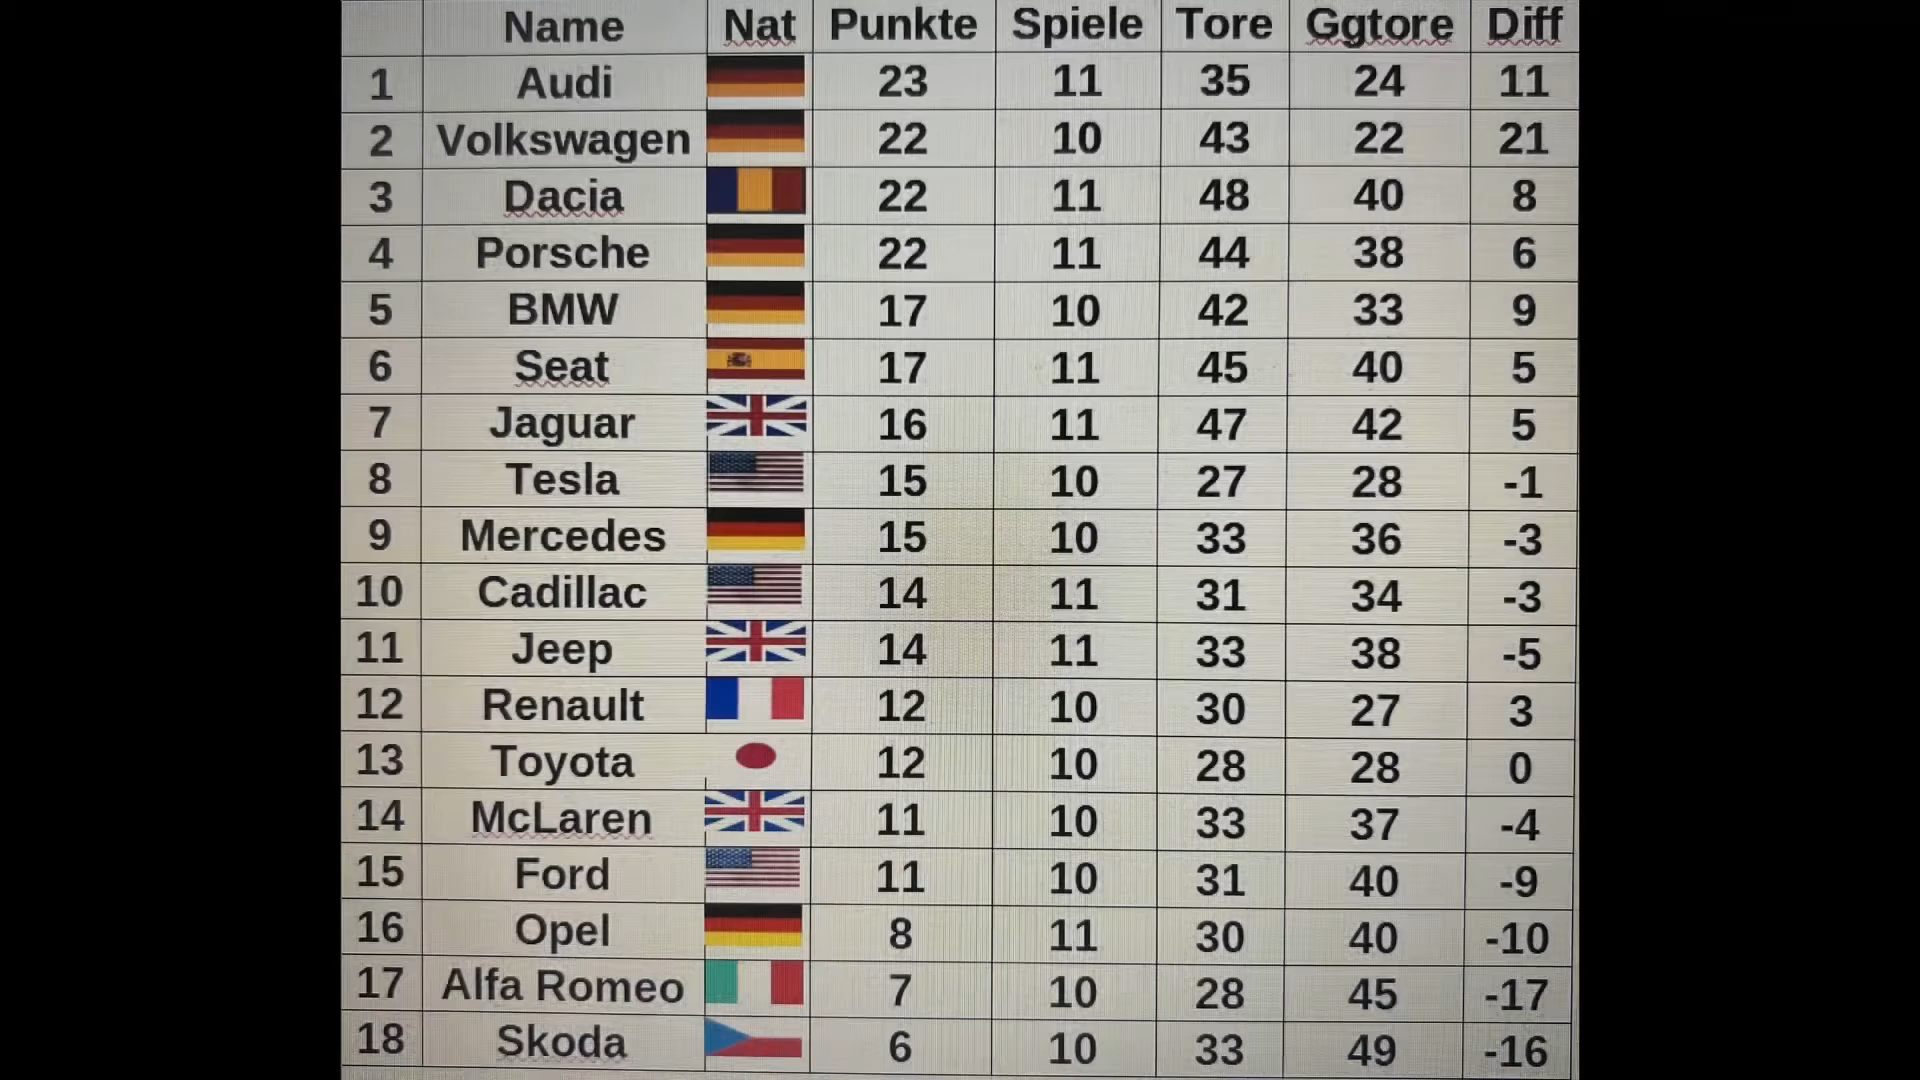 Name Nat Punkte Spiele Tore Ggtore Diff
1 Audi 23 11 35 24 11
2 Volkswagen 22 10 43 22 21
3 Dacia 22 11 48 40 8
4 Porsche 22 11 44 38 6
5 BMW 17 10 42 33 9
6 Seat 17 11 45 40 5
7 Jaguar 16 11 47 42 5
8 Tesla 15 10 27 28 -1
9 Mercedes 15 10 33 36 -3
10 Cadillac 14 11 31 34 -3
11 Jeep 14 11 33 38 -5
12 Renault 12 10 30 27 3
13 Toyota 12 10 28 28 0
14 McLaren 11 10 33 37 -4
15 Ford 11 10 31 40 -9
16 Opel 8 11 30 40 -10
17 Alfa Romeo 7 10 28 45 -17
18 Skoda 6 10 33 49 -16